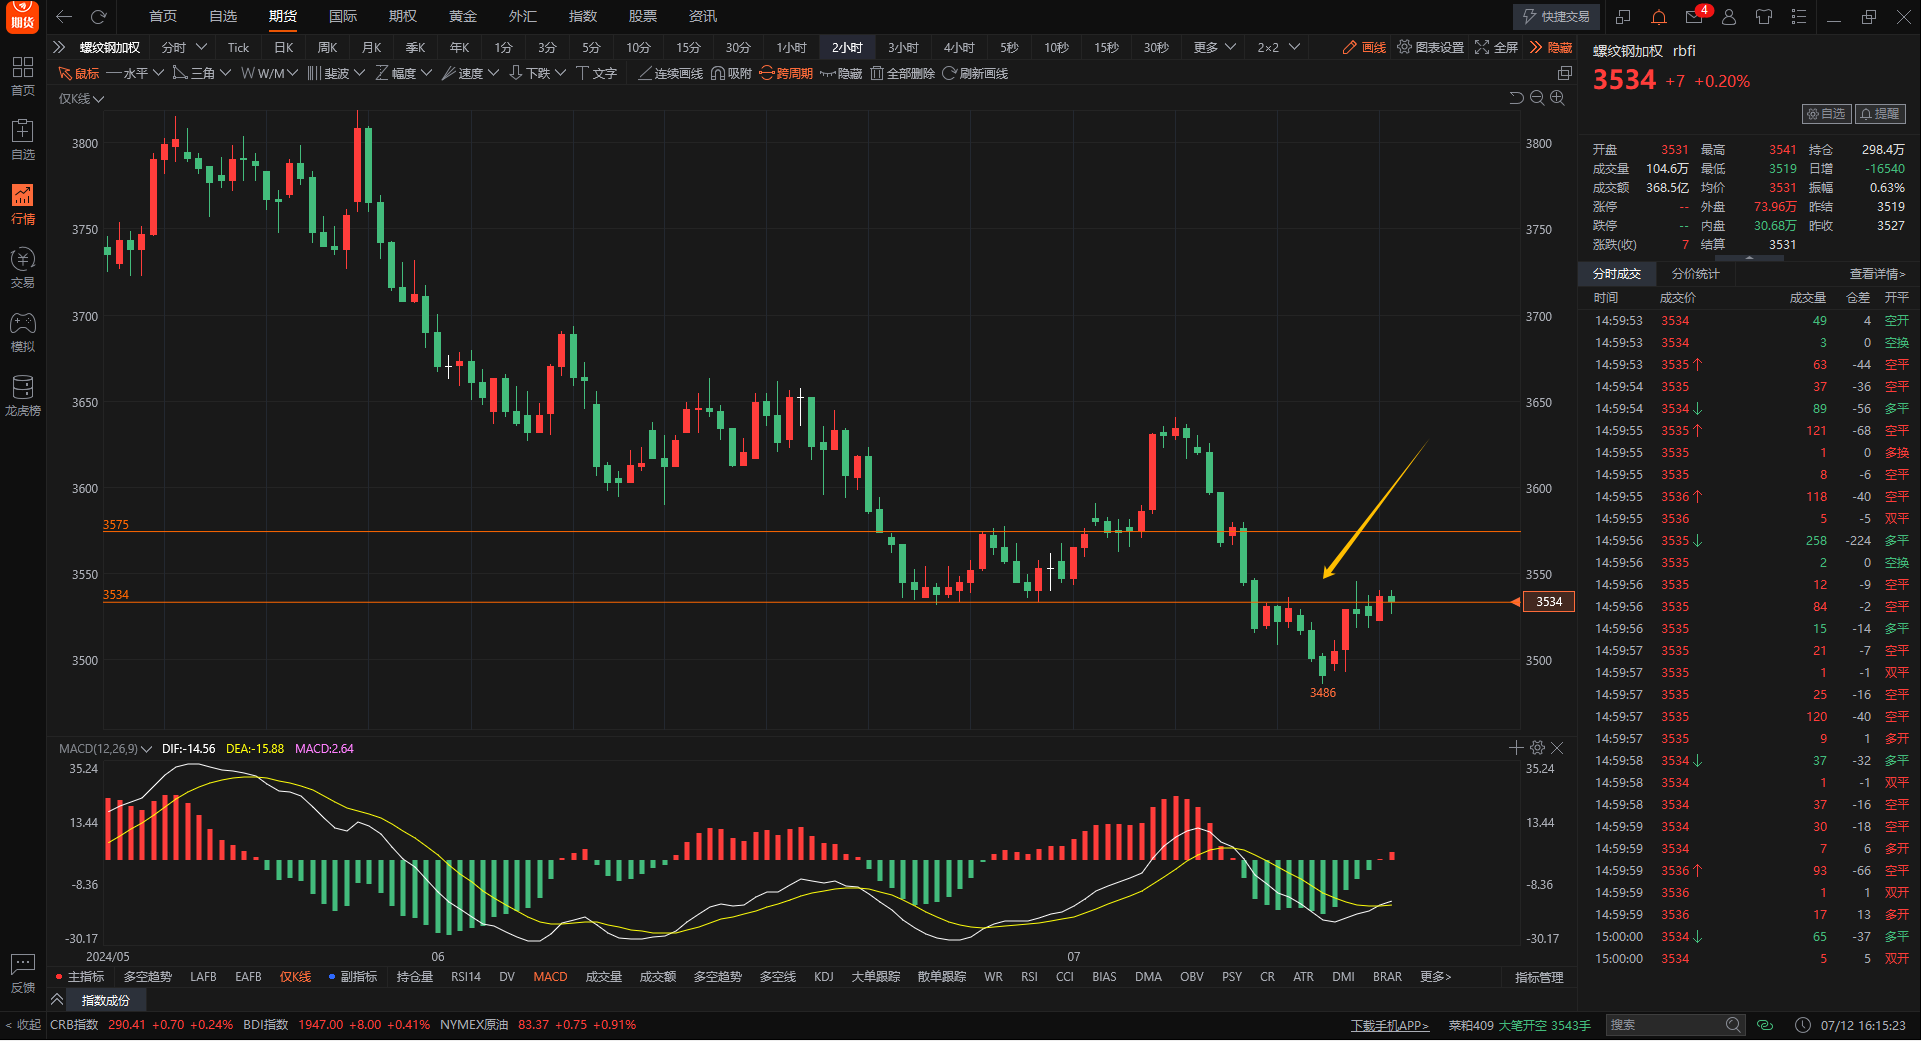 期货
首页 自选 期货 国际 期权 黄金 外汇 指数 股票 资讯
快捷交易 4
螺纹钢加权 分时 Tick 日K 周K 月K 季K 年K 1分 3分 5分 10分 15分 30分 1小时 2小时 3小时 4小时 5秒 10秒 15秒 30秒 更多 2×2 画线 图表设置 全屏 隐藏
鼠标 水平 三角 W/M 斐波 幅度 速度 下跌 文字 连续画线 吸附 跨周期 隐藏 全部删除 刷新画线
仅K线
首页
自选
行情
交易
模拟
龙虎榜
反馈
< 收起
3800 3800
3750 3750
3700 3700
3650 3650
3600 3600
3575
3550 3550
3534 3534
3500 3500
3486
MACD(12,26,9) DIF:-14.56 DEA:-15.88 MACD:2.64
35.24 35.24
13.44 13.44
-8.36 -8.36
-30.17 -30.17
2024/05 06 07
主指标 多空趋势 LAFB EAFB 仅K线 副指标 持仓量 RSI14 DV MACD 成交量 成交额 多空趋势 多空线 KDJ 大单跟踪 散单跟踪 WR RSI CCI BIAS DMA OBV PSY CR ATR DMI BRAR 更多> 指标管理
指数成份
螺纹钢加权 rbfi
3534 +7 +0.20%
自选 提醒
开盘 3531 最高 3541 持仓 298.4万
成交量 104.6万 最低 3519 日增 -16540
成交额 368.5亿 均价 3531 振幅 0.63%
涨停 -- 外盘 73.96万 昨结 3519
跌停 -- 内盘 30.68万 昨收 3527
涨跌(收) 7 结算 3531
分时成交 分价统计 查看详情>
时间 成交价 成交量 仓差 开平
14:59:53 3534 49 4 空开
14:59:53 3534 3 0 空换
14:59:53 3535↑ 63 -44 空平
14:59:54 3535 37 -36 空平
14:59:54 3534↓ 89 -56 多平
14:59:55 3535↑ 121 -68 空平
14:59:55 3535 1 0 多换
14:59:55 3535 8 -6 空平
14:59:55 3536↑ 118 -40 空平
14:59:55 3536 5 -5 双平
14:59:56 3535↓ 258 -224 多平
14:59:56 3535 2 0 空换
14:59:56 3535 12 -9 空平
14:59:56 3535 84 -2 空平
14:59:56 3535 15 -14 多平
14:59:57 3535 21 -7 空平
14:59:57 3535 1 -1 双平
14:59:57 3535 25 -16 空平
14:59:57 3535 120 -40 空平
14:59:57 3535 9 1 多开
14:59:58 3534↓ 37 -32 多平
14:59:58 3534 1 -1 双平
14:59:58 3534 37 -16 空平
14:59:59 3534 30 -18 空平
14:59:59 3534 7 6 多开
14:59:59 3536↑ 93 -66 空平
14:59:59 3536 1 1 双开
14:59:59 3536 17 13 多开
15:00:00 3534↓ 65 -37 多平
15:00:00 3534 5 5 双开
CRB指数 290.41 +0.70 +0.24% BDI指数 1947.00 +8.00 +0.41% NYMEX原油 83.37 +0.75 +0.91% 下载手机APP> 菜粕409 大笔开空 3543手 搜索 07/12 16:15:23